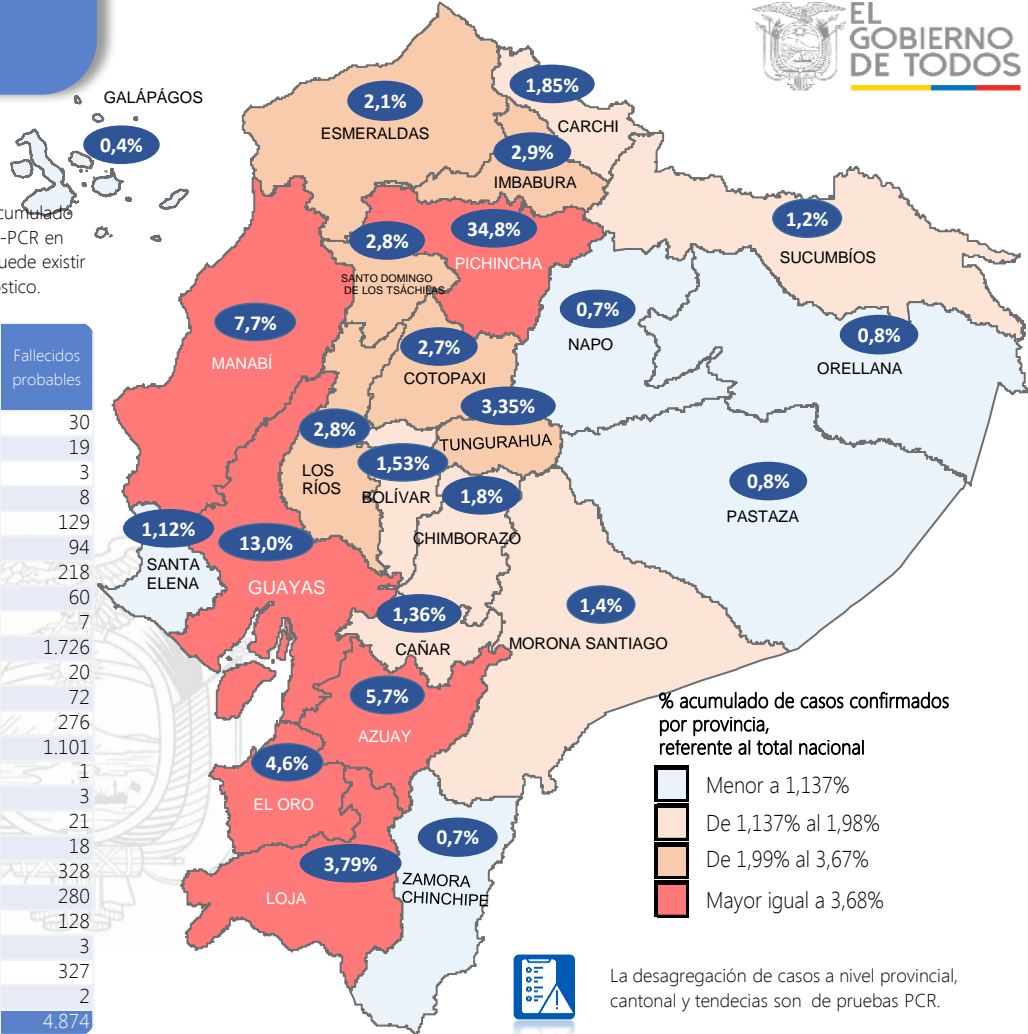 EL
GOBIERNO
DE TODOS
GALÁPÁGOS
0,4%
2,1%
ESMERALDAS
1,85%
CARCHI
2,9%
IMBABURA
cumulado
-PCR en
uede existir
óstico.
1,2%
SUCUMBÍOS
34,8%
PICHINCHA
2,8%
SANTO DOMINGO
DE LOS TSÁCHILAS
7,7%
MANABÍ
0,7%
NAPO
0,8%
ORELLANA
2,7%
COTOPAXI
3,35%
TUNGURAHUA
2,8%
LOS
RÍOS
1,53%
BOLÍVAR
1,8%
CHIMBORAZO
0,8%
PASTAZA
1,12%
SANTA
ELENA
13,0%
GUAYAS
1,36%
CAÑAR
1,4%
MORONA SANTIAGO
5,7%
AZUAY
4,6%
EL ORO
3,79%
LOJA
0,7%
ZAMORA
CHINCHIPE
Fallecidos
probables
30
19
3
8
129
94
218
60
7
1.726
20
72
276
1.101
1
3
21
18
328
280
128
3
327
2
4.874
% acumulado de casos confirmados
por provincia,
referente al total nacional
Menor a 1,137%
De 1,137% al 1,98%
De 1,99% al 3,67%
Mayor igual a 3,68%
La desagregación de casos a nivel provincial,
cantonal y tendecias son de pruebas PCR.